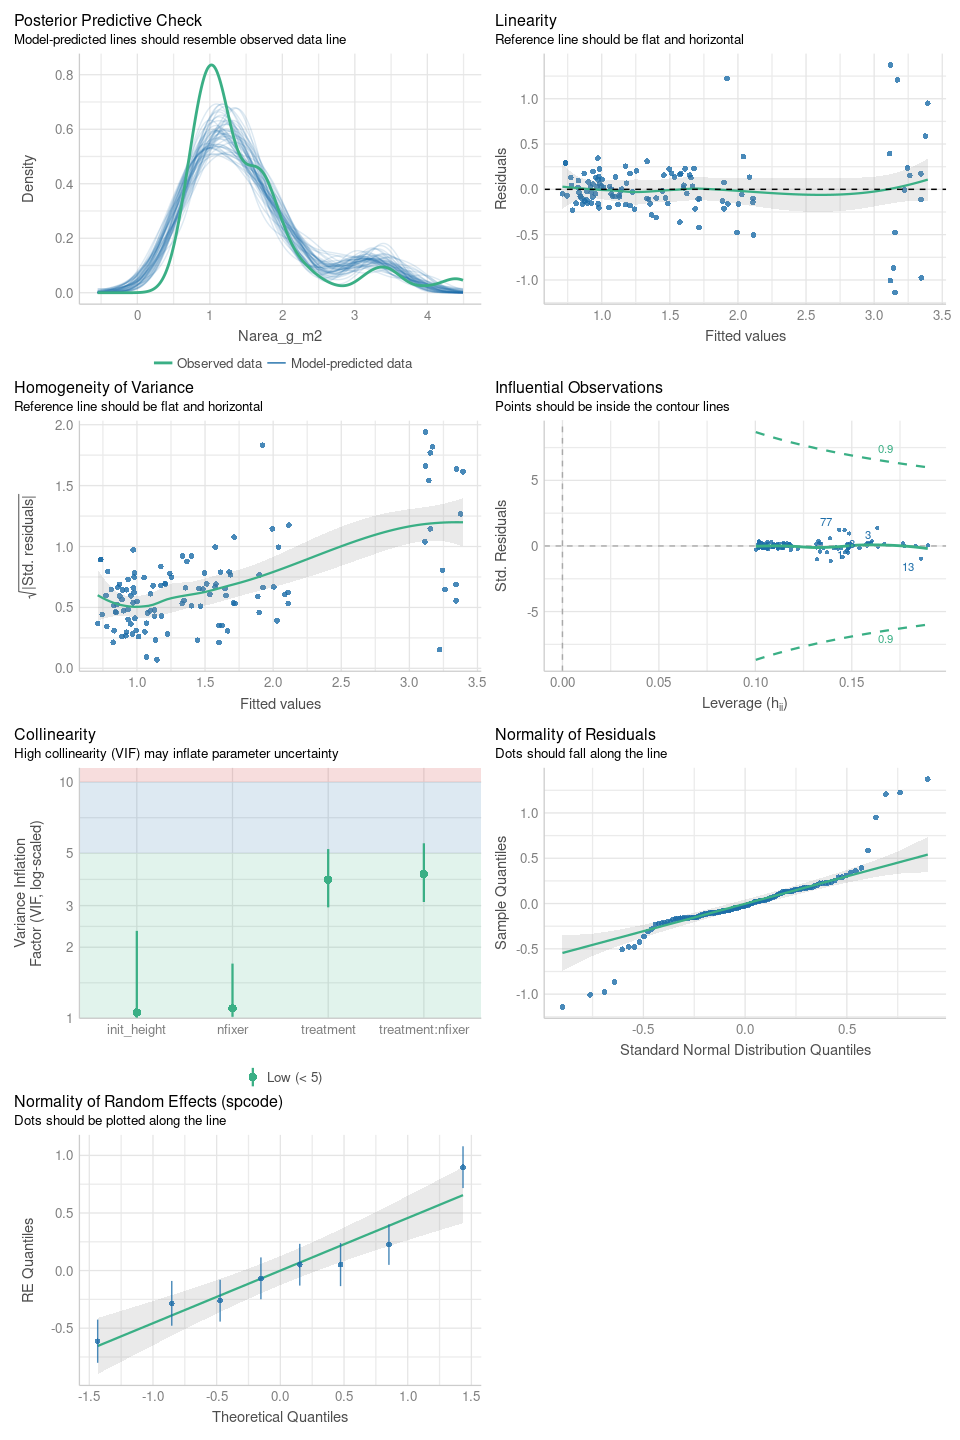 Posterior Predictive Check
Model-predicted lines should resemble observed data line
0.8
0.6
0.4
0.2
0.0
Density
0
1
2
3
4
Narea_g_m2
Observed data
Model-predicted data
Linearity
Reference line should be flat and horizontal
1.0
0.5
0.0
-0.5
-1.0
Residuals
1.0
1.5
2.0
2.5
3.0
3.5
Fitted values
Homogeneity of Variance
Reference line should be flat and horizontal
2.0
1.5
1.0
0.5
0.0
√|Std. residuals|
1.0
1.5
2.0
2.5
3.0
3.5
Fitted values
Influential Observations
Points should be inside the contour lines
5
0
-5
Std. Residuals
0.9
77
3
13
0.9
0.00
0.05
0.10
0.15
Leverage (hii)
Collinearity
High collinearity (VIF) may inflate parameter uncertainty
10
5
3
2
1
Variance Inflation
Factor (VIF, log-scaled)
init_height
nfixer
treatment
treatment:nfixer
Low (< 5)
Normality of Residuals
Dots should fall along the line
1.0
0.5
0.0
-0.5
-1.0
Sample Quantiles
-0.5
0.0
0.5
Standard Normal Distribution Quantiles
Normality of Random Effects (spcode)
Dots should be plotted along the line
1.0
0.5
0.0
-0.5
RE Quantiles
-1.5
-1.0
-0.5
0.0
0.5
1.0
1.5
Theoretical Quantiles